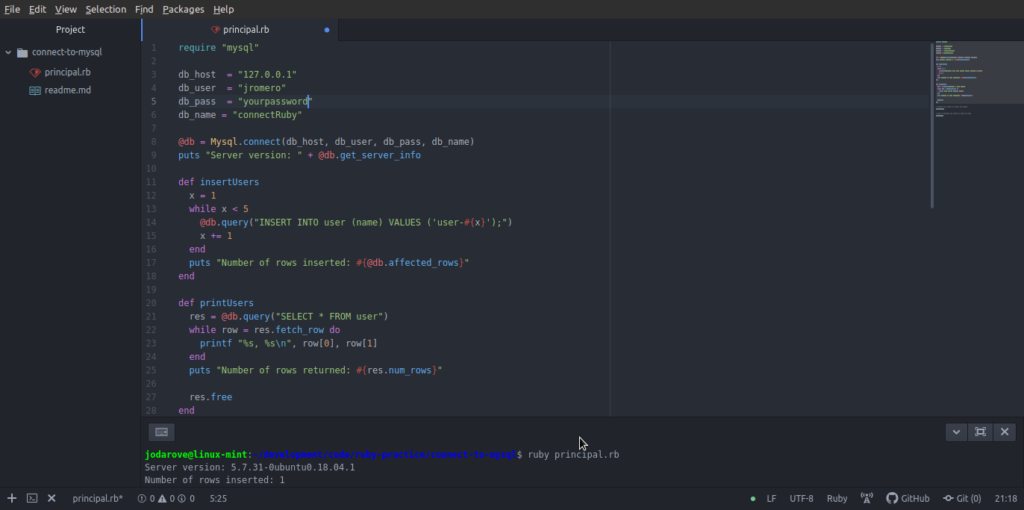 File Edit View Selection Find Packages Help
Project
principal.rb
connect-to-mysql
principal.rb
readme.md
1 require "mysql"
2
3 db_host = "127.0.0.1"
4 db_user = "jromero"
5 db_pass = "yourpassword"
6 db_name = "connectRuby"
7
8 @db = Mysql.connect(db_host, db_user, db_pass, db_name)
9 puts "Server version: " + @db.get_server_info
10
11 def insertUsers
12 x = 1
13 while x < 5
14 @db.query("INSERT INTO user (name) VALUES ('user-#{x}');")
15 x += 1
16 end
17 puts "Number of rows inserted: #{@db.affected_rows}"
18 end
19
20 def printUsers
21 res = @db.query("SELECT * FROM user")
22 while row = res.fetch_row do
23 printf "%s, %s\n", row[0], row[1]
24 end
25 puts "Number of rows returned: #{res.num_rows}"
26
27 res.free
28 end
jodarove@linux-mint:~/development/code/ruby-practice/connect-to-mysql$ ruby principal.rb
Server version: 5.7.31-0ubuntu0.18.04.1
Number of rows inserted: 1
principal.rb* 0 0 0 5:25 LF UTF-8 Ruby GitHub Git (0) 21:18